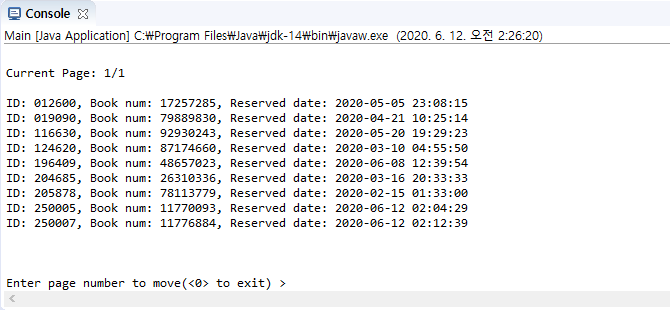 Console
Main [Java Application] C:₩Program Files₩Java₩jdk-14₩bin₩javaw.exe (2020. 6. 12. 오전 2:26:20)
Current Page: 1/1
ID: 012600, Book num: 17257285, Reserved date: 2020-05-05 23:08:15
ID: 019090, Book num: 79889830, Reserved date: 2020-04-21 10:25:14
ID: 116630, Book num: 92930243, Reserved date: 2020-05-20 19:29:23
ID: 124620, Book num: 87174660, Reserved date: 2020-03-10 04:55:50
ID: 196409, Book num: 48657023, Reserved date: 2020-06-08 12:39:54
ID: 204685, Book num: 26310336, Reserved date: 2020-03-16 20:33:33
ID: 205878, Book num: 78113779, Reserved date: 2020-02-15 01:33:00
ID: 250005, Book num: 11770093, Reserved date: 2020-06-12 02:04:29
ID: 250007, Book num: 11776884, Reserved date: 2020-06-12 02:12:39
Enter page number to move(<0> to exit) >